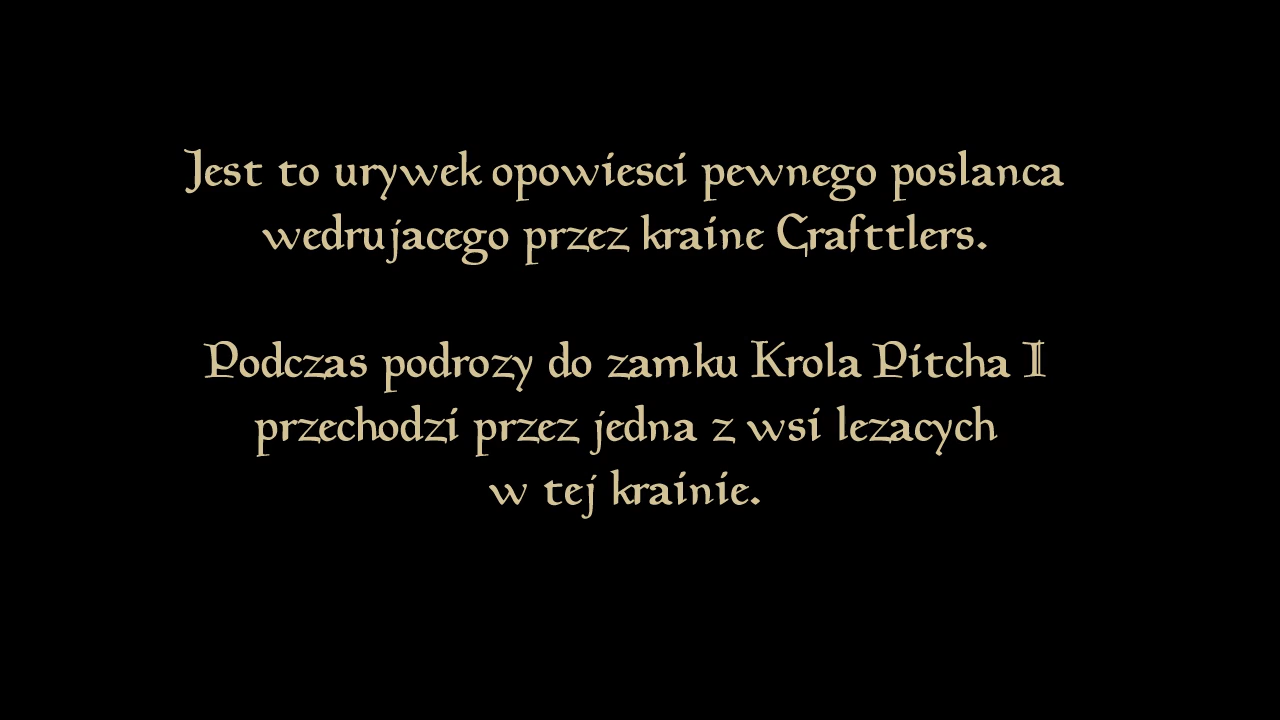 Jest to urywek opowiesci pewnego poslanca
wedrujacego przez kraine Crafttlers.
Podczas podrozy do zamku Krola Pitcha I
przechodzi przez jedna z wsi lezacych
w tej krainie.